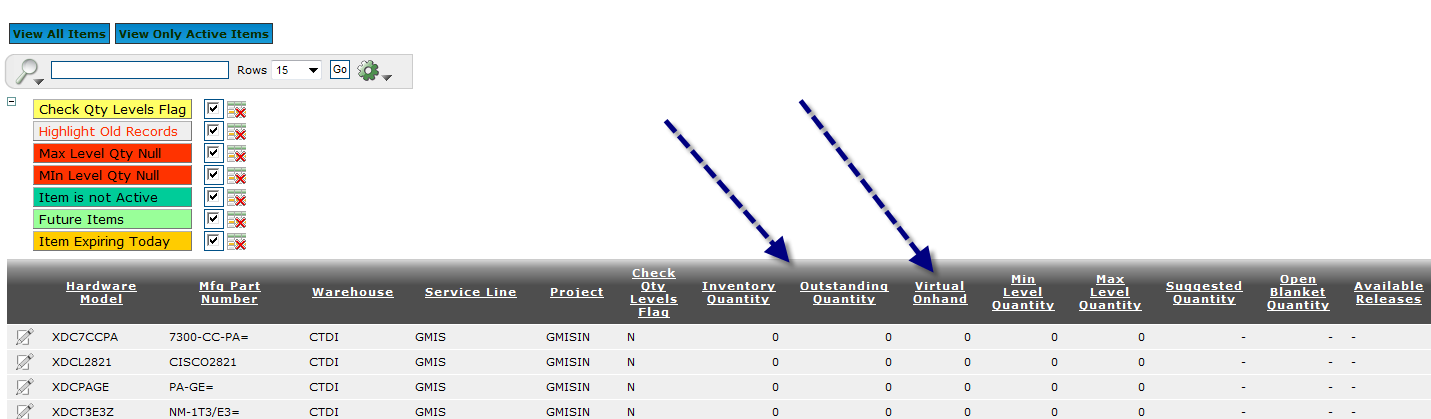 View All Items View Only Active Items
Rows 15 Go
Check Qty Levels Flag
Highlight Old Records
Max Level Qty Null
MIn Level Qty Null
Item is not Active
Future Items
Item Expiring Today
Hardware Model Mfg Part Number Warehouse Service Line Project Check Qty Levels Flag Inventory Quantity Outstanding Quantity Virtual Onhand Min Level Quantity Max Level Quantity Suggested Quantity Open Blanket Quantity Available Releases
XDC7CCPA 7300-CC-PA= CTDI GMIS GMISIN N 0 0 0 0 0 - - -
XDCL2821 CISCO2821 CTDI GMIS GMISIN N 0 0 0 0 0 - - -
XDCPAGE PA-GE= CTDI GMIS GMISIN N 0 0 0 0 0 - - -
XDCT3E3Z NM-1T3/E3= CTDI GMIS GMISIN N 0 0 0 0 0 - - -